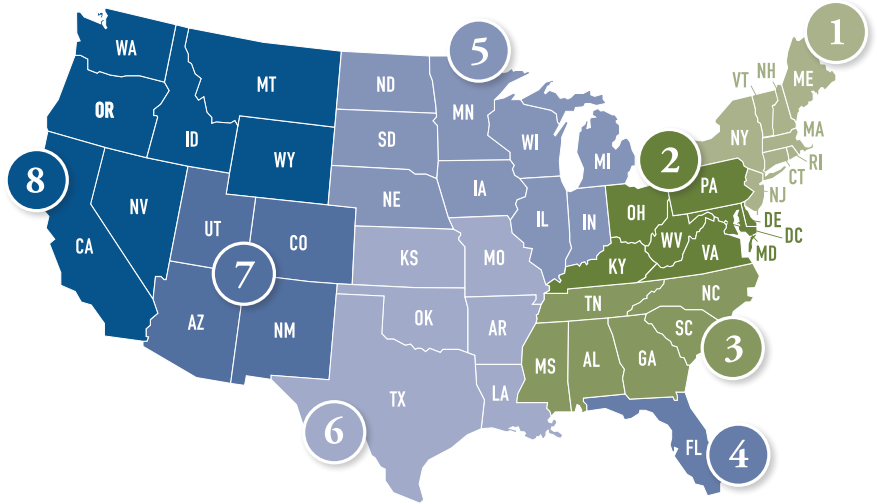 1
WA
MT
ND
MN
5
VT
NH
ME
OR
ID
WY
SD
WI
MI
NY
MA
RI
CT
NJ
2
PA
8
NV
CA
UT
CO
NE
IA
IL
IN
OH
WV
VA
DE
DC
MD
7
KS
MO
KY
AZ
NM
OK
AR
TN
NC
SC
3
MS
AL
GA
TX
LA
6
FL
4